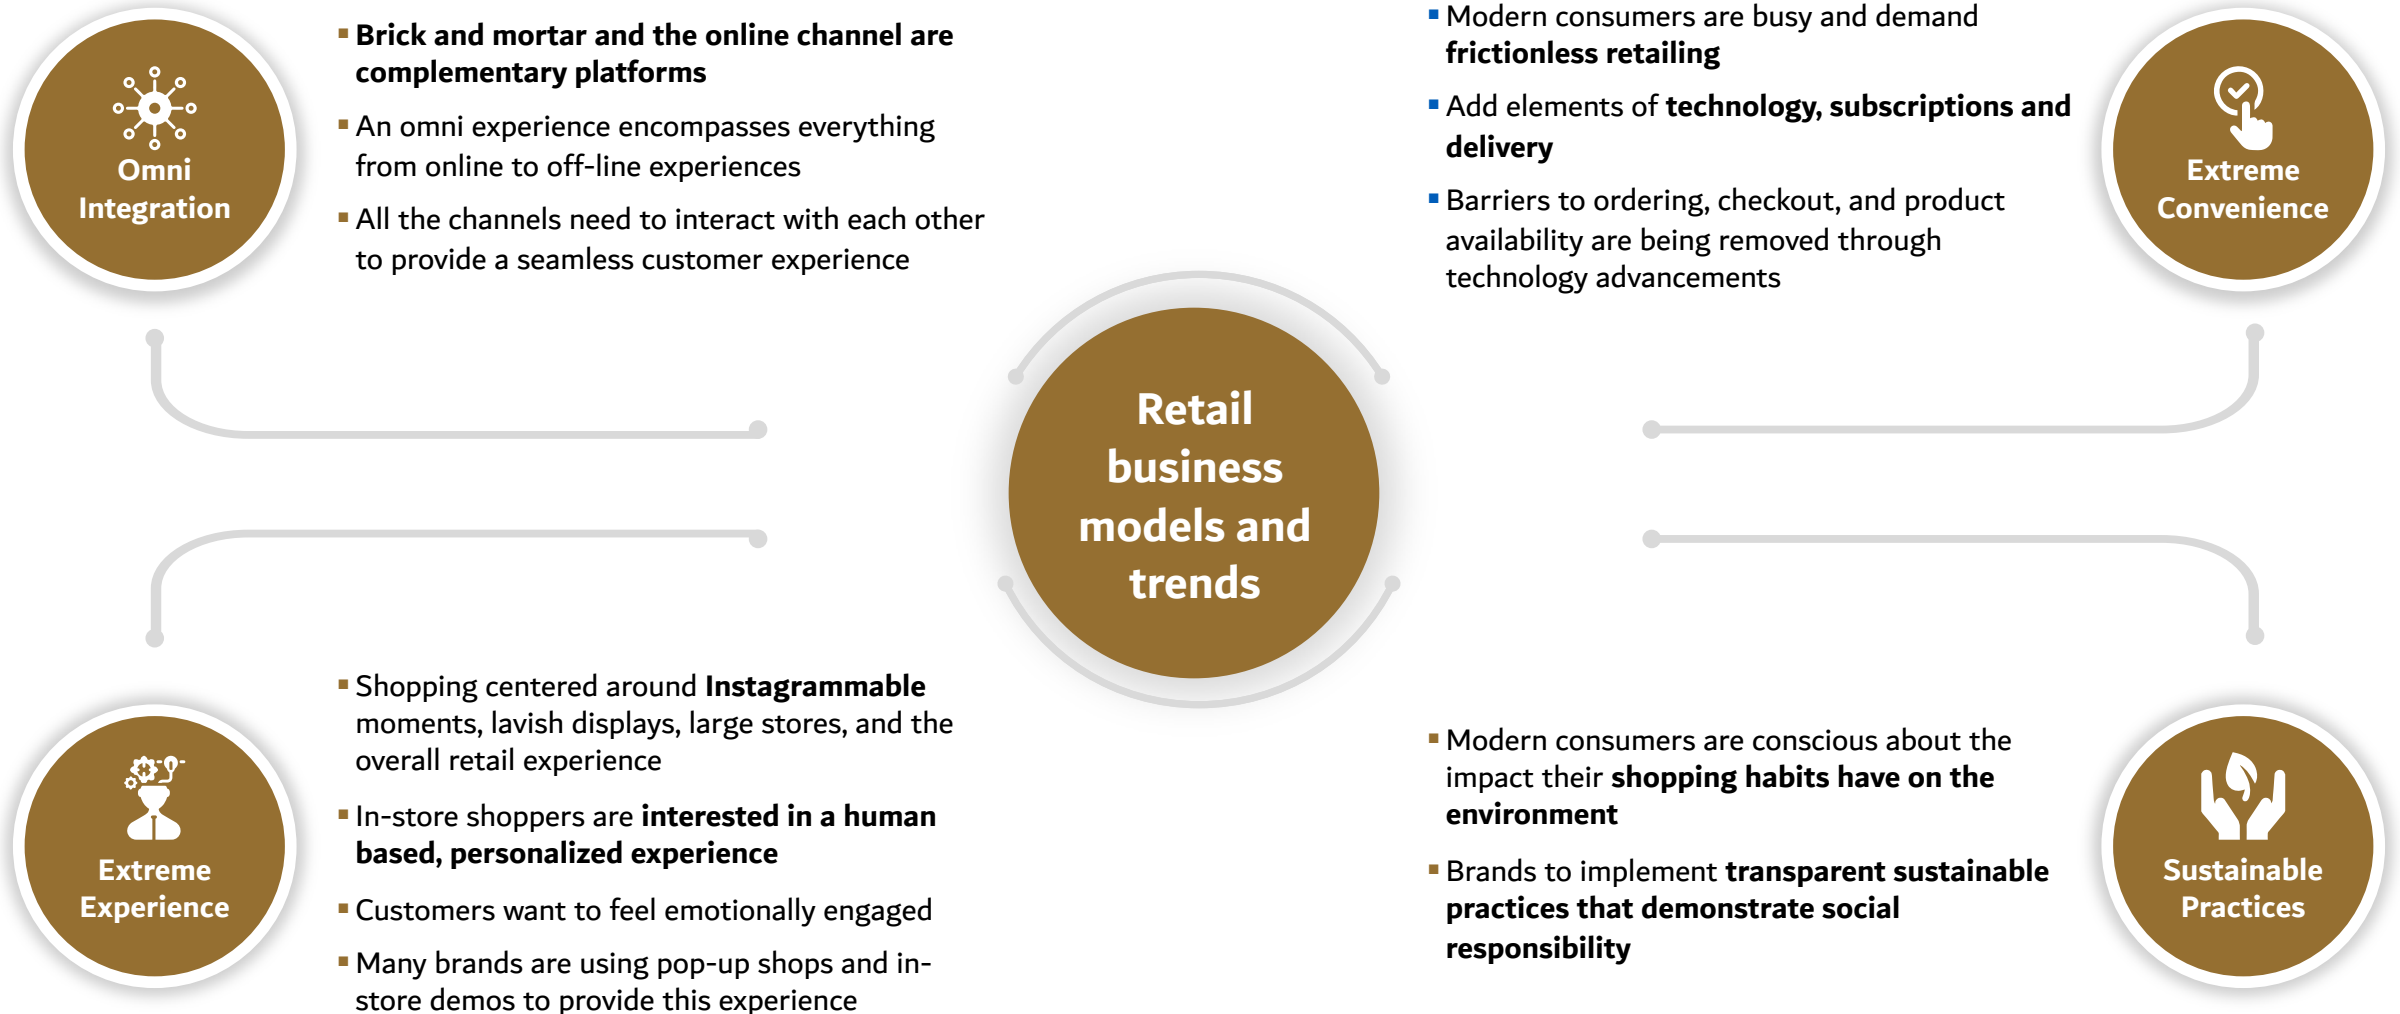 Omni
Integration
▪ Brick and mortar and the online channel are
complementary platforms
▪ An omni experience encompasses everything
from online to off-line experiences
▪ All the channels need to interact with each other
to provide a seamless customer experience
▪ Modern consumers are busy and demand
frictionless retailing
▪ Add elements of technology, subscriptions and
delivery
▪ Barriers to ordering, checkout, and product
availability are being removed through
technology advancements
Extreme
Convenience
Retail
business
models and
trends
Extreme
Experience
▪ Shopping centered around Instagrammable
moments, lavish displays, large stores, and the
overall retail experience
▪ In-store shoppers are interested in a human
based, personalized experience
▪ Customers want to feel emotionally engaged
▪ Many brands are using pop-up shops and in-
store demos to provide this experience
▪ Modern consumers are conscious about the
impact their shopping habits have on the
environment
▪ Brands to implement transparent sustainable
practices that demonstrate social
responsibility
Sustainable
Practices